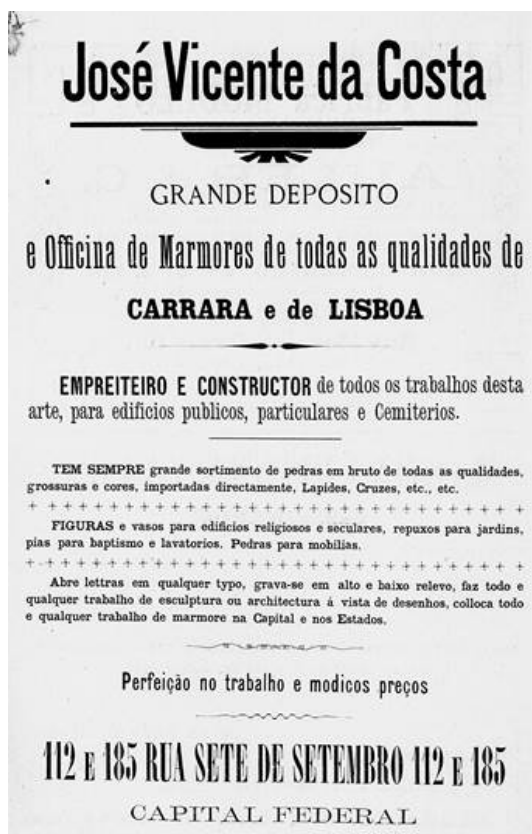 José Vicente da Costa
GRANDE DEPOSITO
e Officina de Marmores de todas as qualidades de
CARRARA e de LISBOA
EMPREITEIRO E CONSTRUCTOR de todos os trabalhos desta
arte, para edificios publicos, particulares e Cemiterios.
TEM SEMPRE grande sortimento de pedras em bruto de todas as qualidades,
grossuras e cores, importadas directamente, Lapides, Cruzes, etc., etc.
FIGURAS e vasos para edificios religiosos e seculares, repuxos para jardins,
pias para baptismo e lavatorios. Pedras para mobilias.
Abre lettras em qualquer typo, grava-se em alto e baixo relevo, faz todo e
qualquer trabalho de esculptura ou architectura á vista de desenhos, colloca todo
e qualquer trabalho de marmore na Capital e nos Estados.
Perfeição no trabalho e modicos preços
112 E 185 RUA SETE DE SETEMBRO 112 E 185
CAPITAL FEDERAL